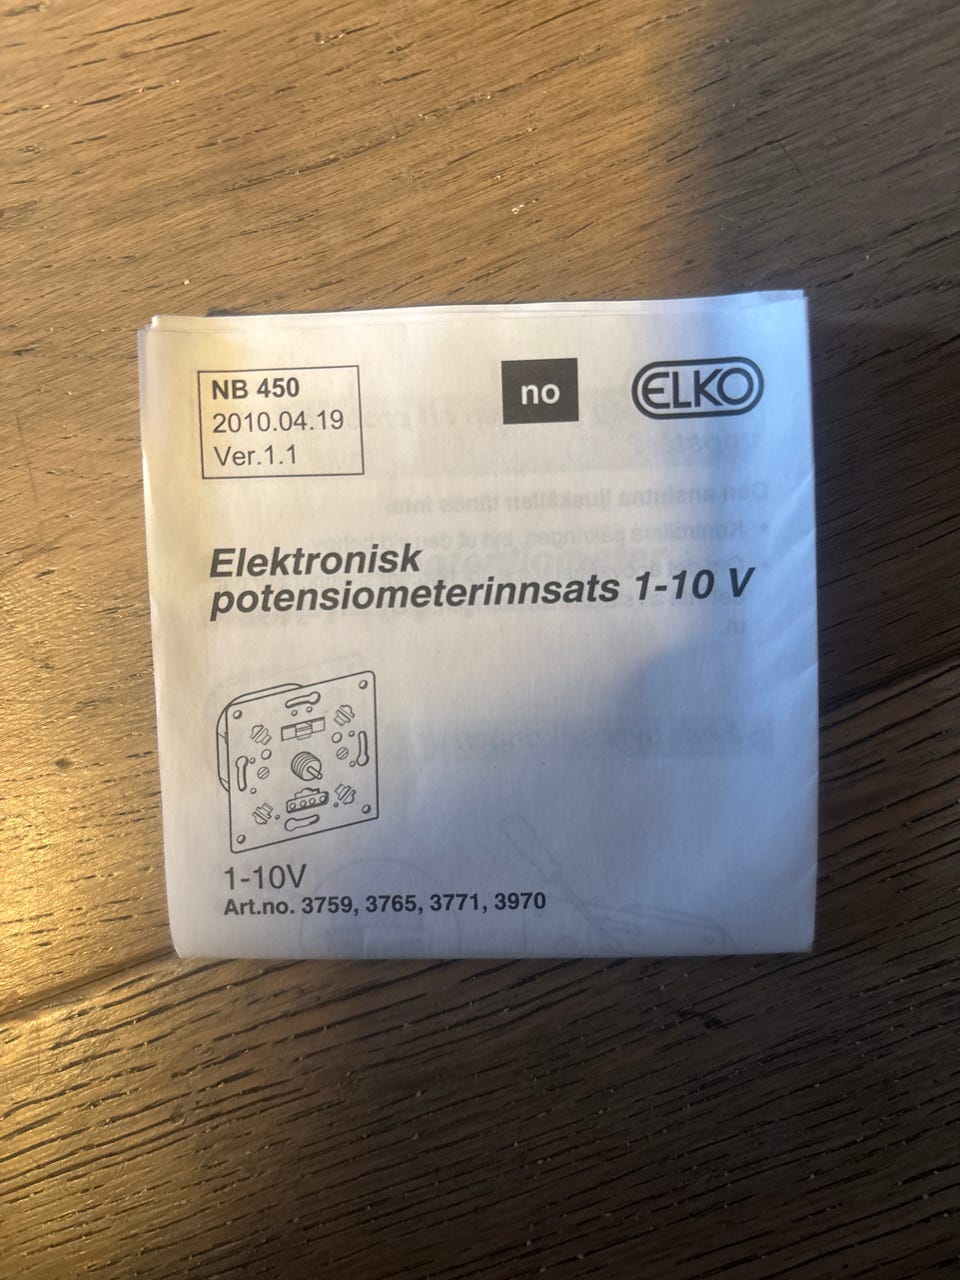 NB 450
2010.04.19
Ver.1.1
no
ELKO
Elektronisk
potensiometerinnsats 1-10 V
1-10V
Art.no. 3759, 3765, 3771, 3970